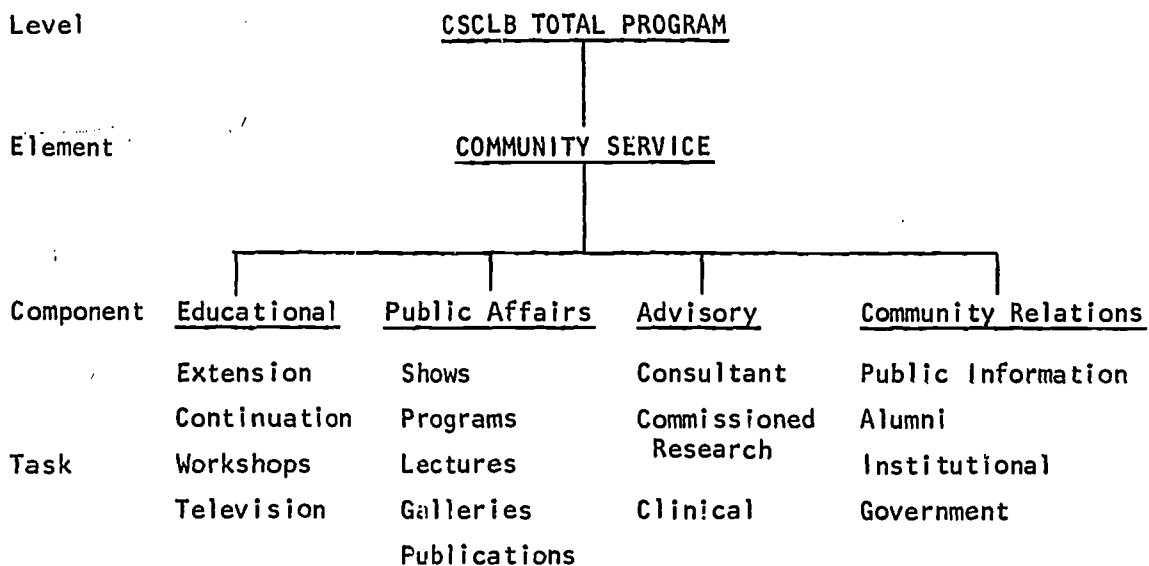 Level CSCLB TOTAL PROGRAM
Element COMMUNITY SERVICE
Component Educational Public Affairs Advisory Community Relations
Extension Shows Consultant Public Information
Continuation Programs Commissioned Alumni
Research
Task Workshops Lectures Institutional
Television Galleries Clinical Government
Publications